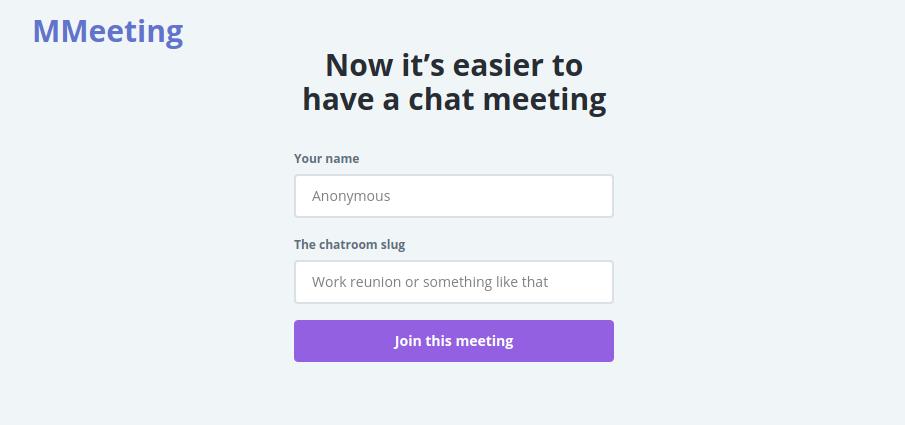 MMeeting
Now it’s easier to
have a chat meeting
Your name
Anonymous
The chatroom slug
Work reunion or something like that
Join this meeting